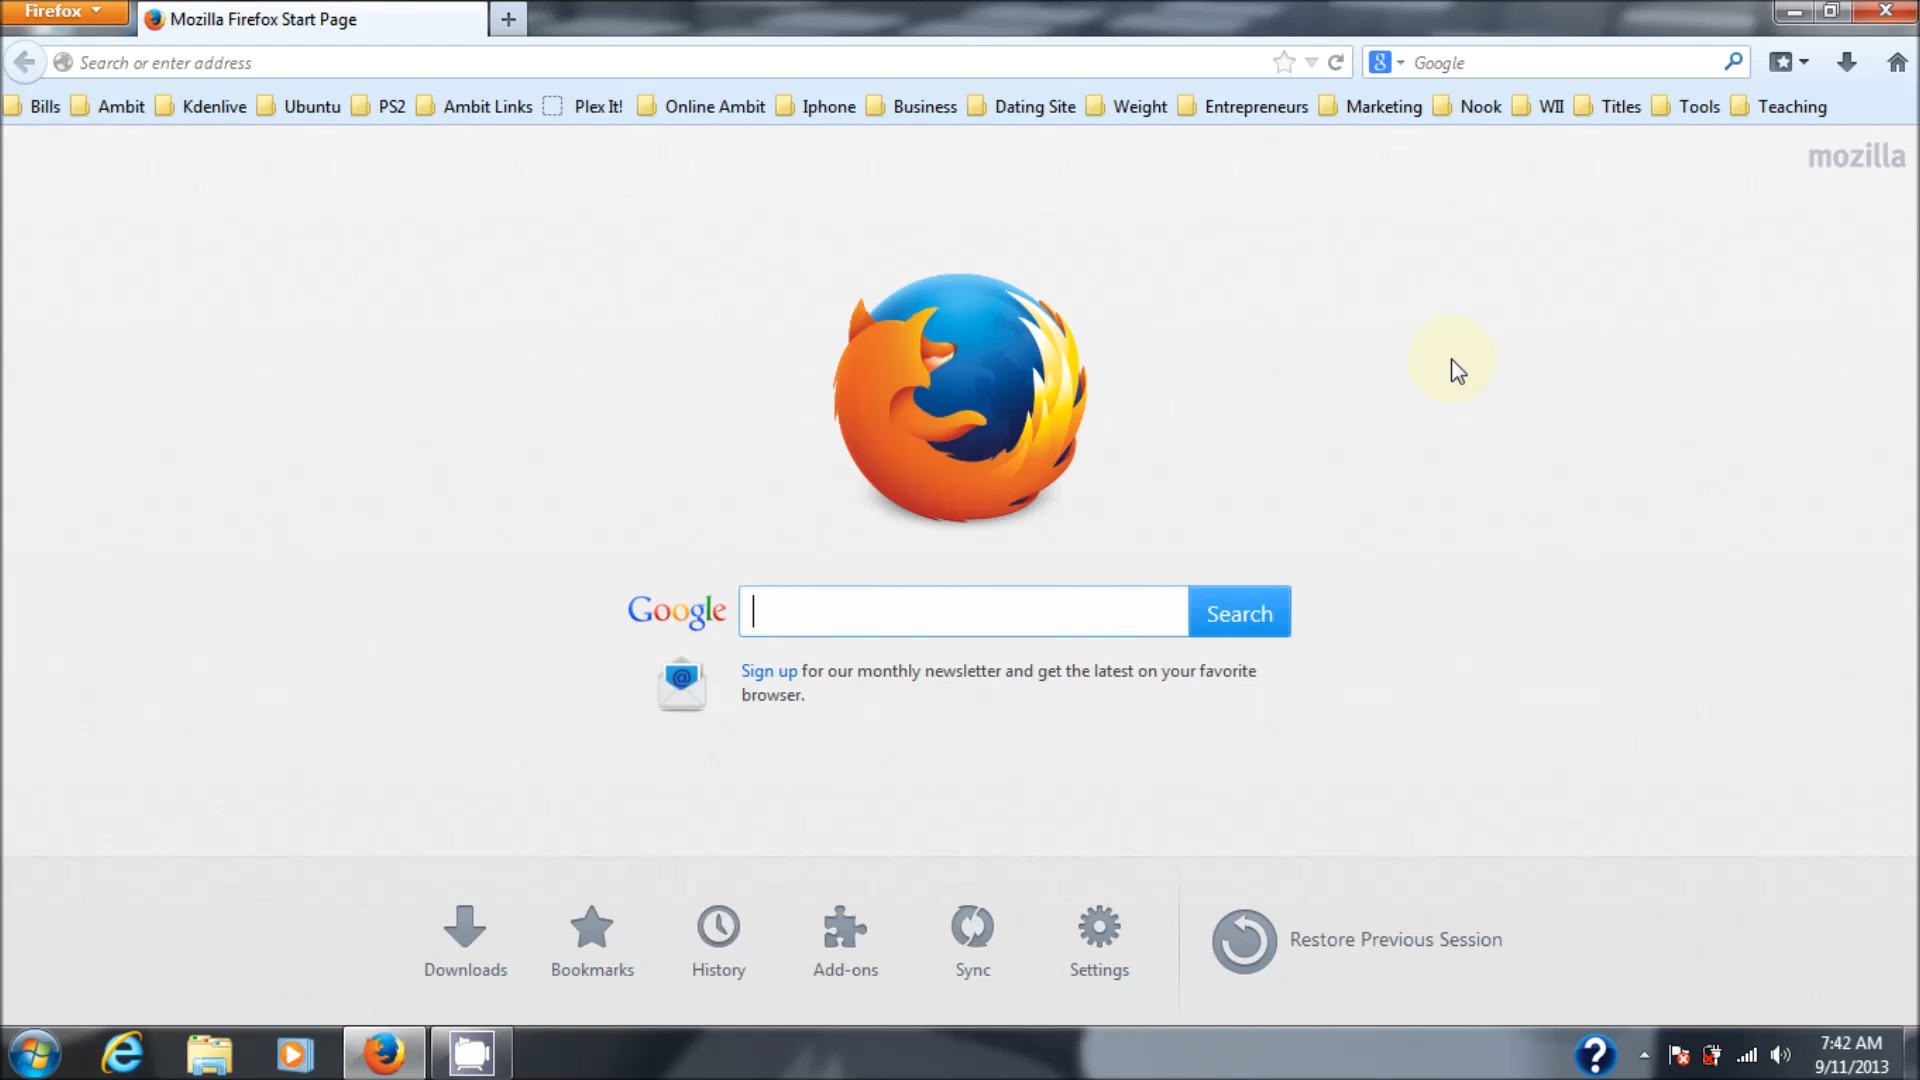 Firefox
Mozilla Firefox Start Page
Search or enter address
Google
Bills Ambit Kdenlive Ubuntu PS2 Ambit Links Plex It! Online Ambit Iphone Business Dating Site Weight Entrepreneurs Marketing Nook WII Titles Tools Teaching
mozilla
Google
Search
Sign up for our monthly newsletter and get the latest on your favorite
browser.
Downloads Bookmarks History Add-ons Sync Settings Restore Previous Session
7:42 AM
9/11/2013